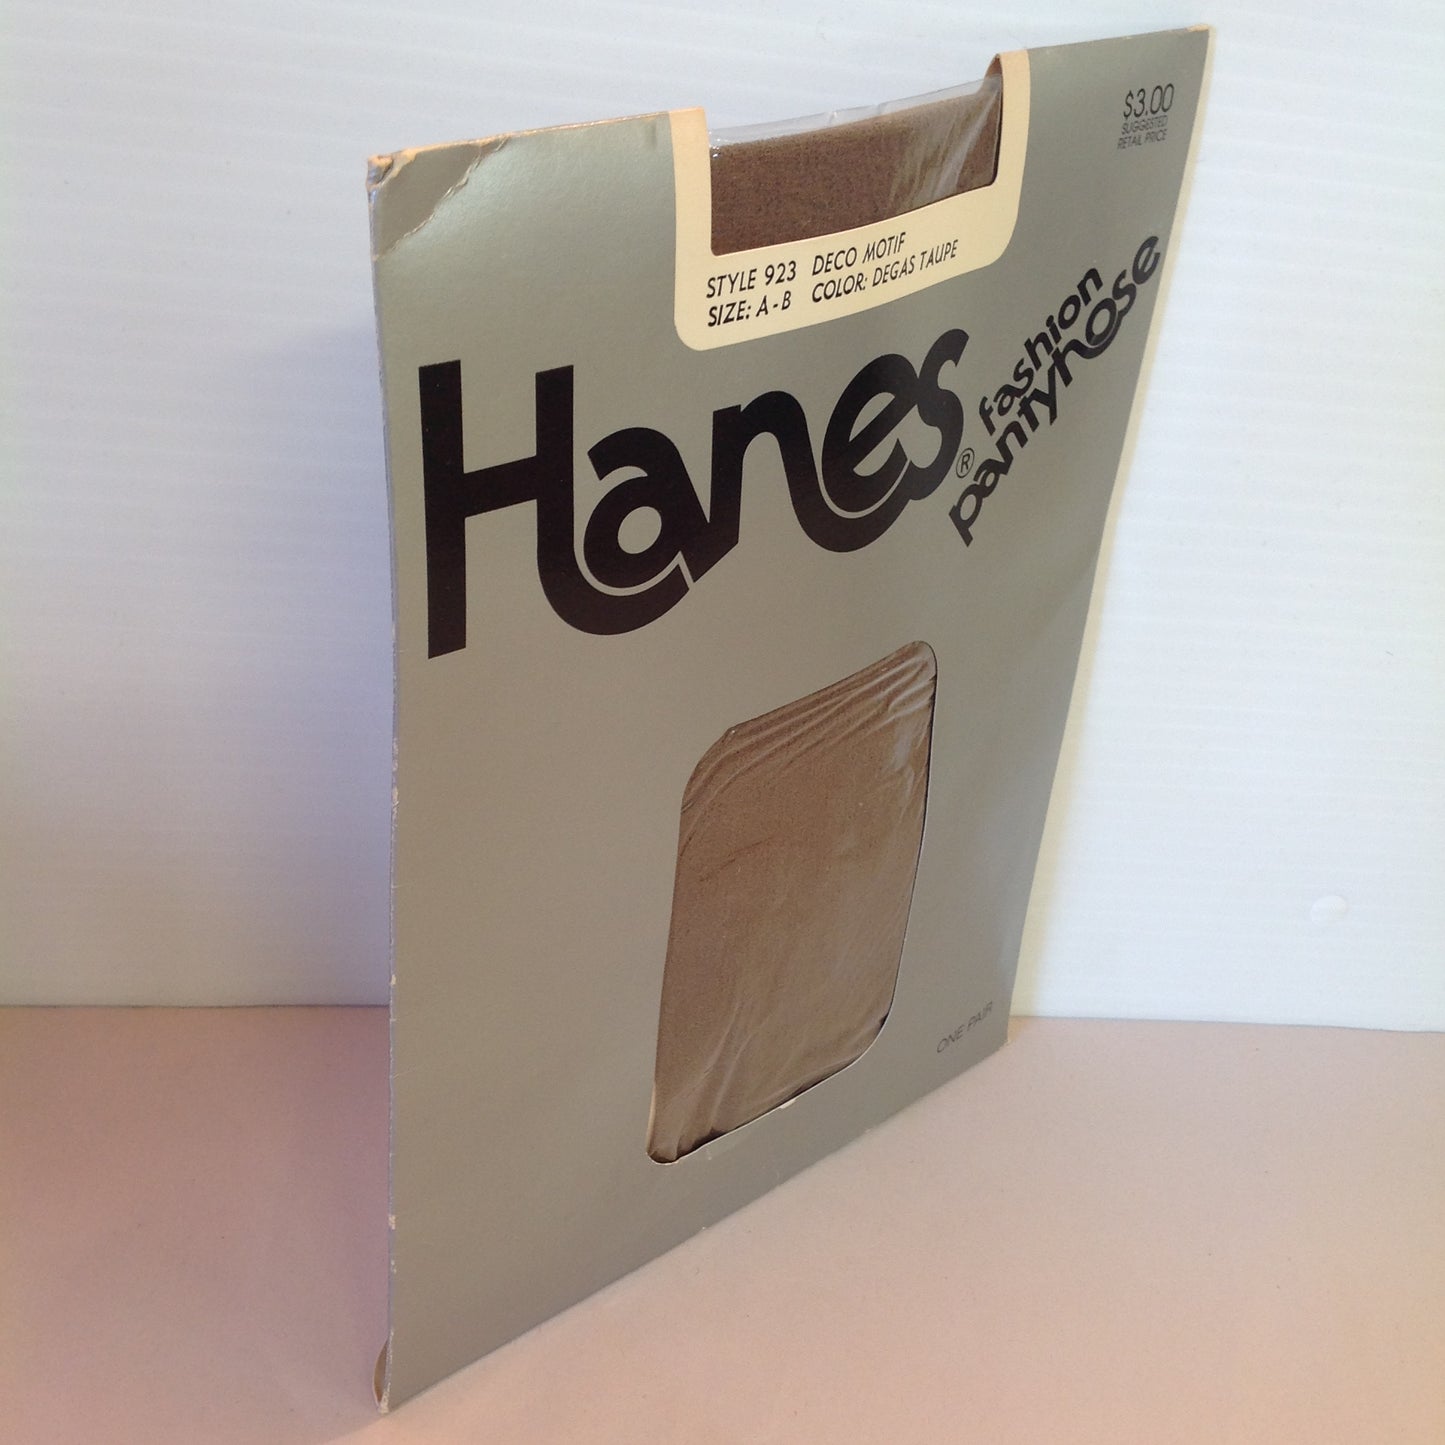 $3.00
SUGGESTED
RETAIL PRICE
STYLE 923 DECO MOTIF
SIZE: A-B COLOR: DEGAS TAUPE
Hanes®
fashion
pantyhose
ONE PAIR